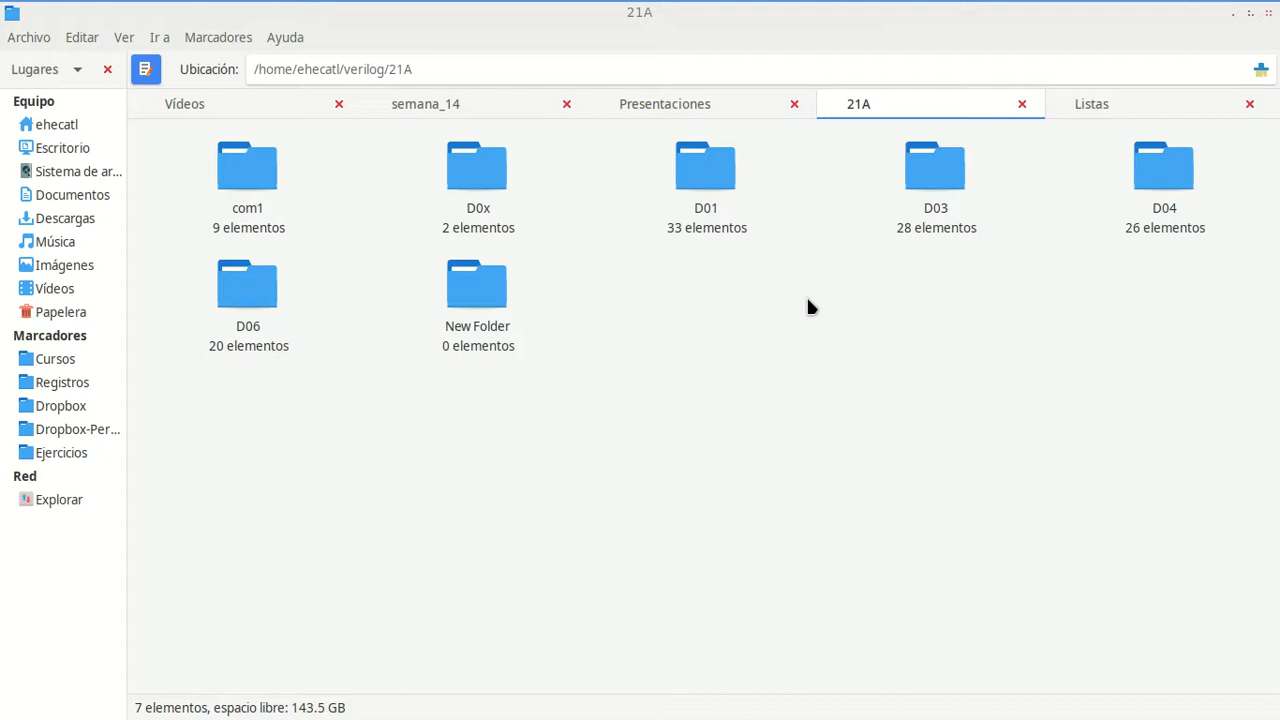 21A
Archivo Editar Ver Ir a Marcadores Ayuda
Lugares Ubicación: /home/ehecatl/verilog/21A
Equipo
ehecatl
Escritorio
Sistema de ar...
Documentos
Descargas
Música
Imágenes
Vídeos
Papelera
Marcadores
Cursos
Registros
Dropbox
Dropbox-Per...
Ejercicios
Red
Explorar
Vídeos semana_14 Presentaciones 21A Listas
com1 D0x D01 D03 D04
9 elementos 2 elementos 33 elementos 28 elementos 26 elementos
D06 New Folder
20 elementos 0 elementos
7 elementos, espacio libre: 143.5 GB